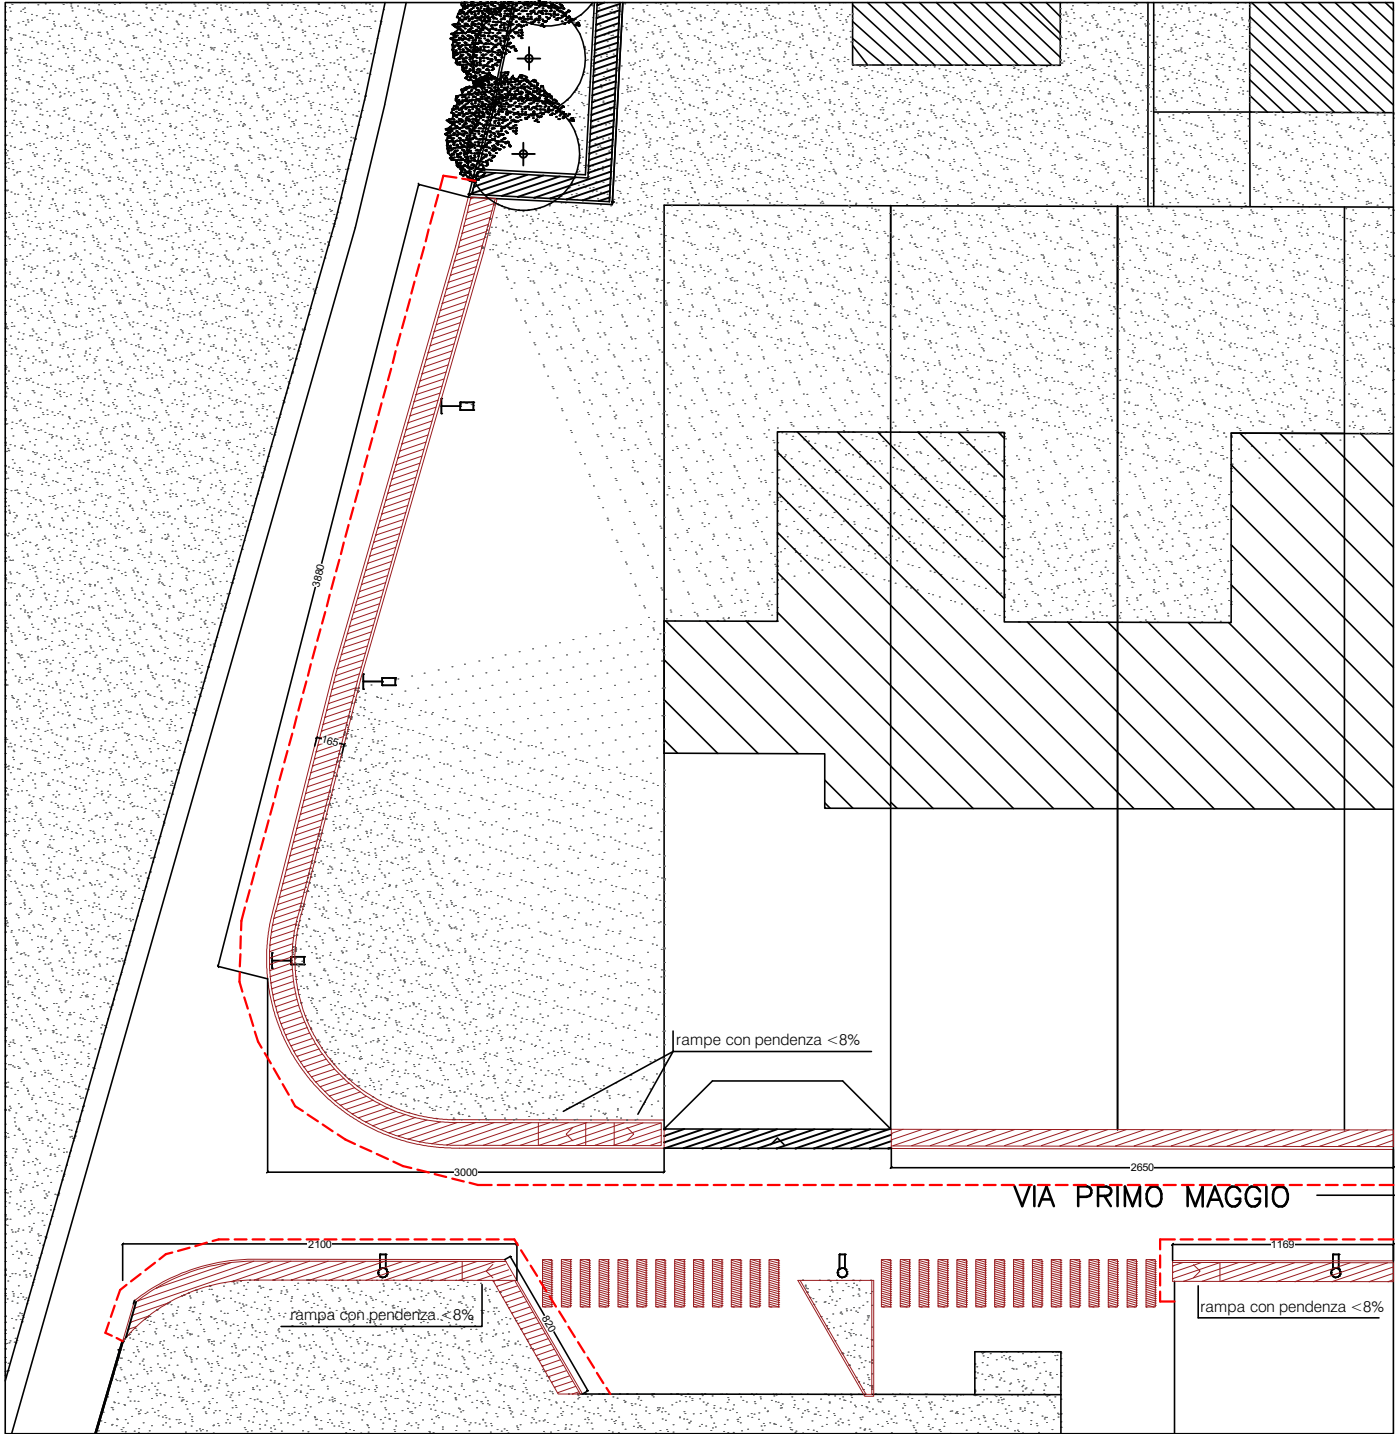 3880
165
rampe con pendenza <8%
3000
2650
VIA PRIMO MAGGIO
2100
1169
rampa con pendenza <8%
820
rampa con pendenza <8%